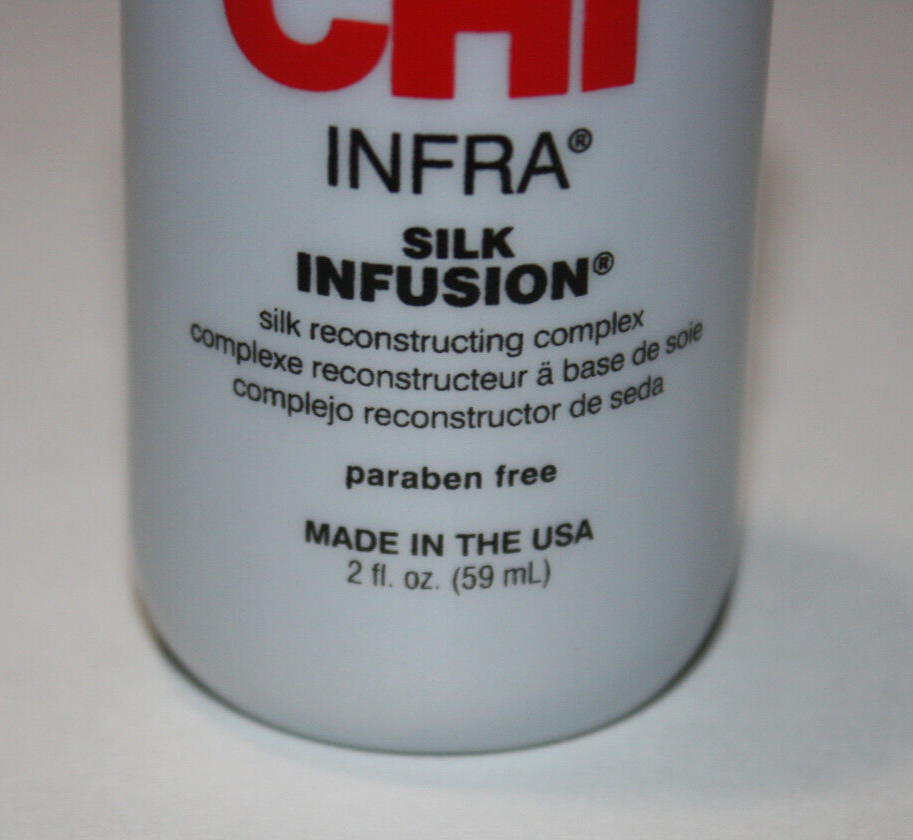 CHI
INFRA®
SILK
INFUSION®
silk reconstructing complex
complexe reconstructeur ä base de soie
complejo reconstructor de seda
paraben free
MADE IN THE USA
2 fl. oz. (59 mL)